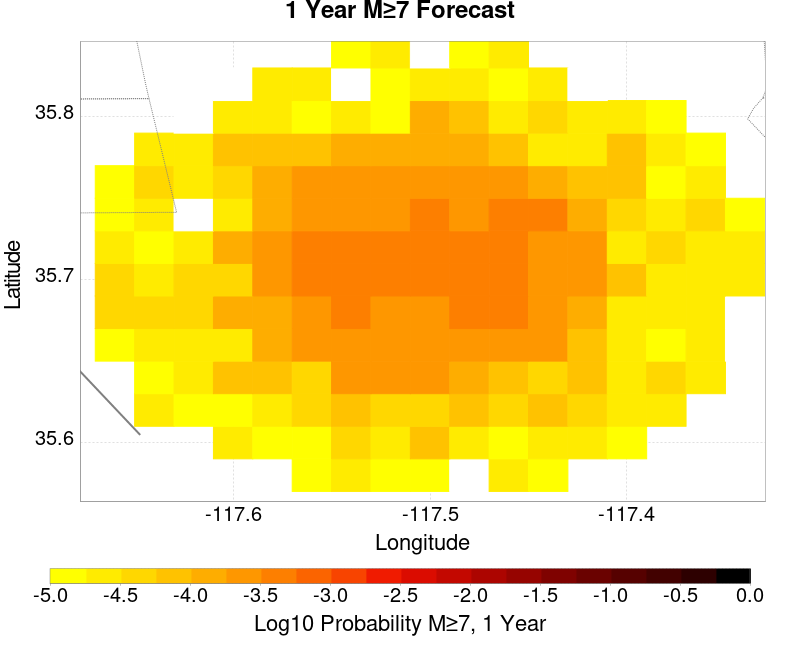 1 Year M≥7 Forecast
35.8
35.7
35.6
Latitude
-117.6 -117.5 -117.4
Longitude
-5.0 -4.5 -4.0 -3.5 -3.0 -2.5 -2.0 -1.5 -1.0 -0.5 0.0
Log10 Probability M≥7, 1 Year